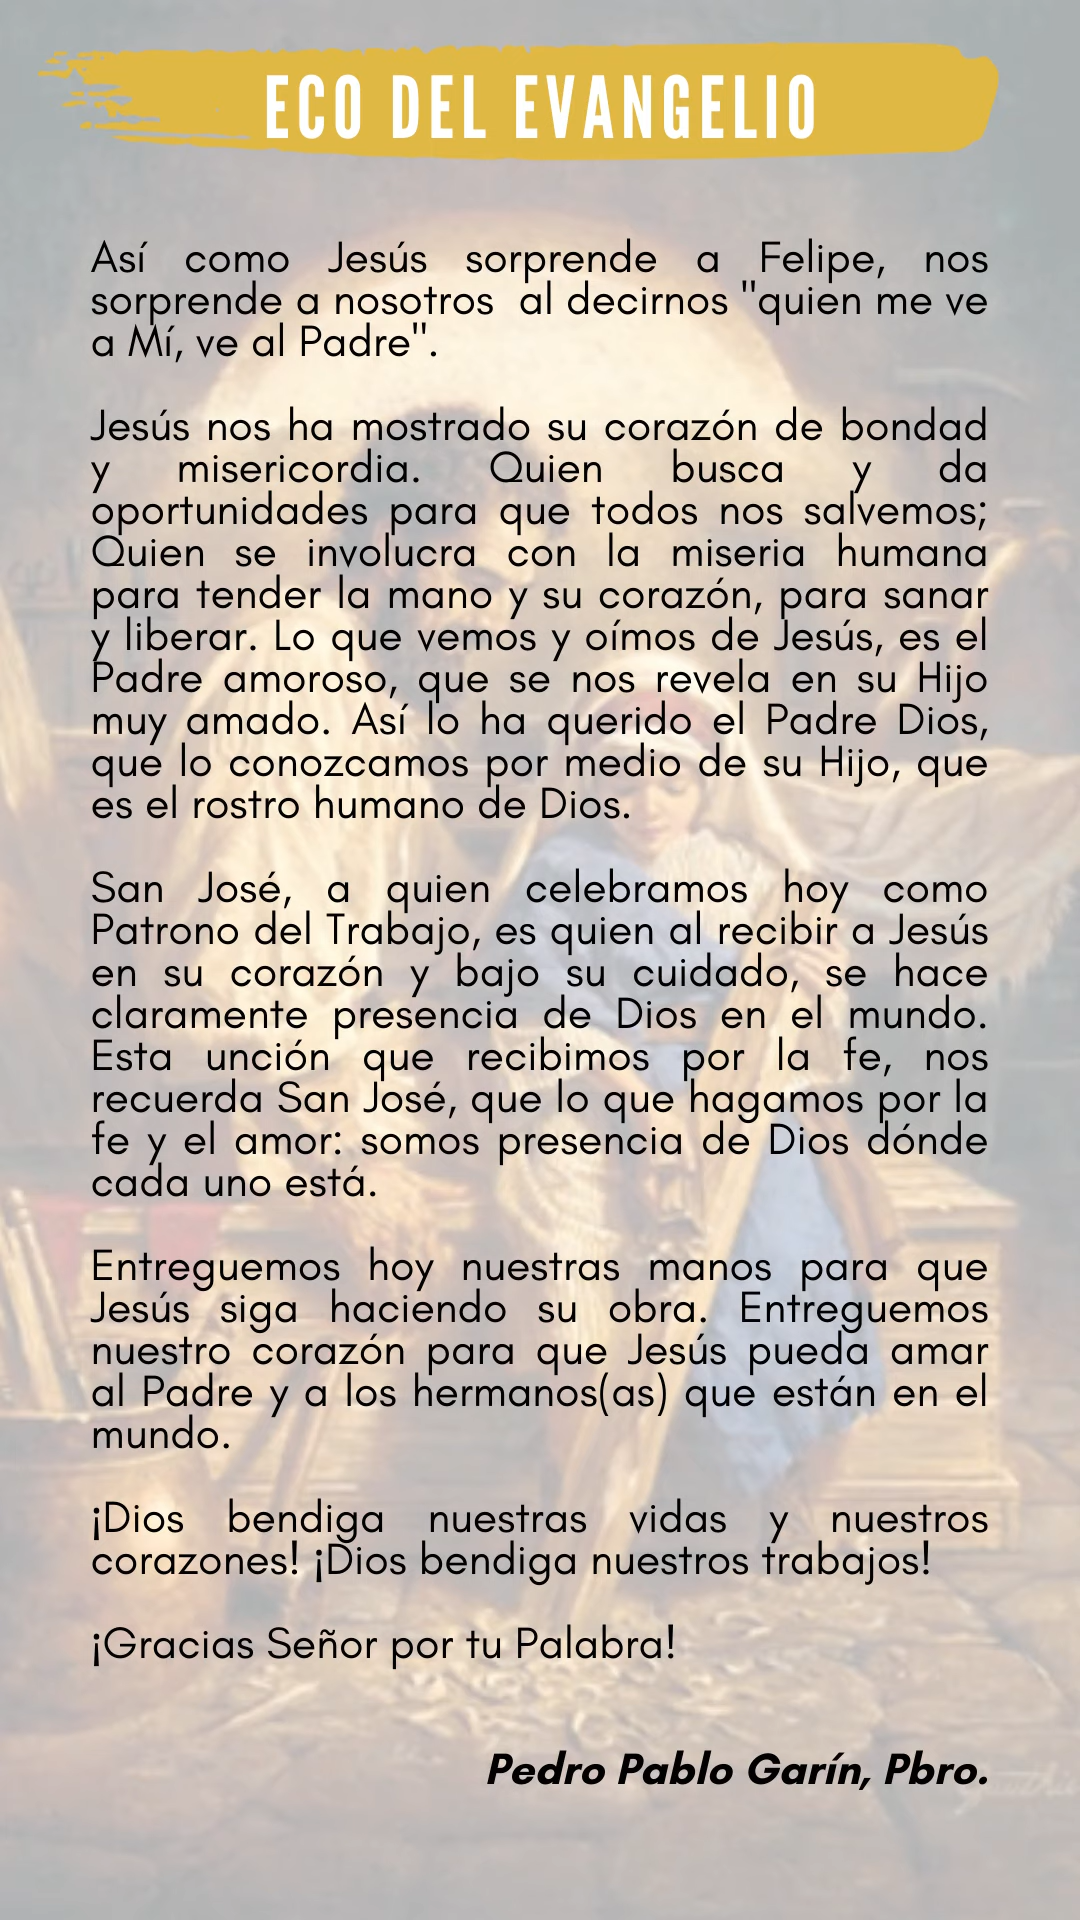 ECO DEL EVANGELIO
Así como Jesús sorprende a Felipe, nos
sorprende a nosotros  al decirnos "quien me ve
a Mí, ve al Padre".
Jesús nos ha mostrado su corazón de bondad
y misericordia. Quien busca y da
oportunidades para que todos nos salvemos;
Quien se involucra con la miseria humana
para tender la mano y su corazón, para sanar
y liberar. Lo que vemos y oímos de Jesús, es el
Padre amoroso, que se nos revela en su Hijo
muy amado. Así lo ha querido el Padre Dios,
que lo conozcamos por medio de su Hijo, que
es el rostro humano de Dios.
San José, a quien celebramos hoy como
Patrono del Trabajo, es quien al recibir a Jesús
en su corazón y bajo su cuidado, se hace
claramente presencia de Dios en el mundo.
Esta unción que recibimos por la fe, nos
recuerda San José, que lo que hagamos por la
fe y el amor: somos presencia de Dios dónde
cada uno está.
Entreguemos hoy nuestras manos para que
Jesús siga haciendo su obra. Entreguemos
nuestro corazón para que Jesús pueda amar
al Padre y a los hermanos(as) que están en el
mundo.
¡Dios bendiga nuestras vidas y nuestros
corazones! ¡Dios bendiga nuestros trabajos!
¡Gracias Señor por tu Palabra!
Pedro Pablo Garín, Pbro.